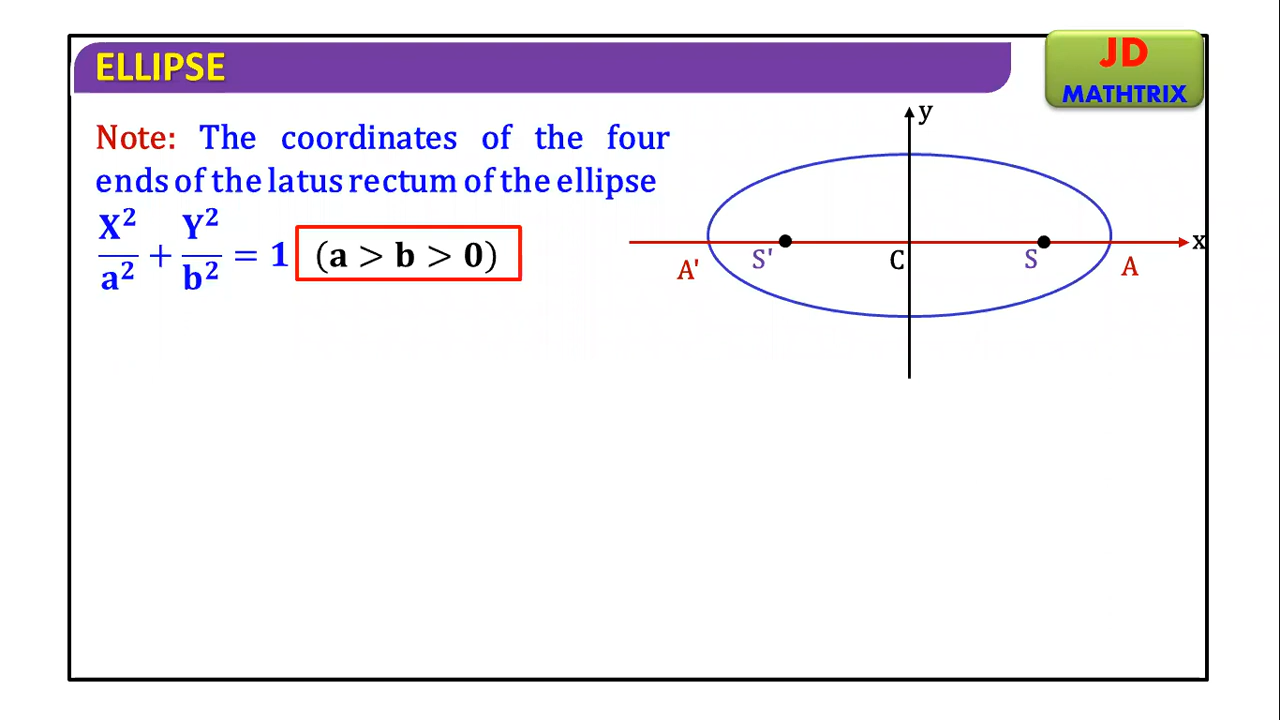 ELLIPSE
JD
MATHTRIX
Note: The coordinates of the four
ends of the latus rectum of the ellipse
X²/a² + Y²/b² = 1 (a > b > 0)
y
x
A'
S'
C
S
A